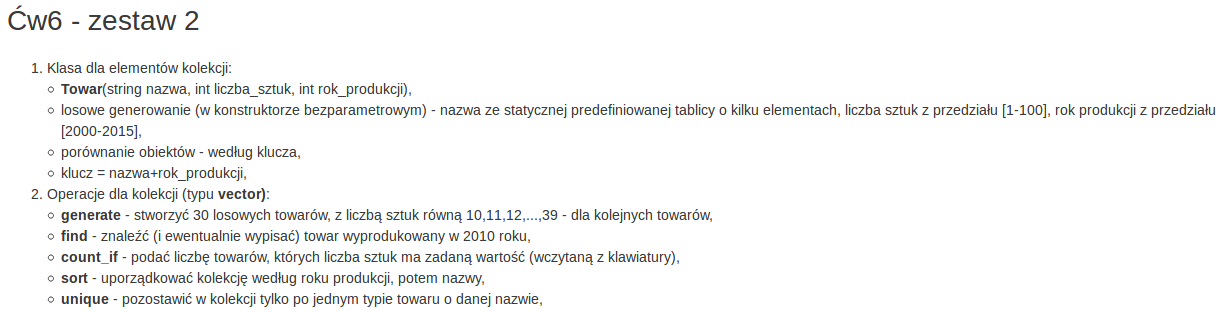 Ćw6 - zestaw 2
1. Klasa dla elementów kolekcji:
Towar(string nazwa, int liczba_sztuk, int rok_produkcji),
losowe generowanie (w konstruktorze bezparametrowym) - nazwa ze statycznej predefiniowanej tablicy o kilku elementach, liczba sztuk z przedziału [1-100], rok produkcji z przedziału
[2000-2015],
porównanie obiektów - według klucza,
klucz = nazwa+rok_produkcji,
2. Operacje dla kolekcji (typu vector):
generate - stworzyć 30 losowych towarów, z liczbą sztuk równą 10,11,12,...,39 - dla kolejnych towarów,
find - znaleźć (i ewentualnie wypisać) towar wyprodukowany w 2010 roku,
count_if - podać liczbę towarów, których liczba sztuk ma zadaną wartość (wczytaną z klawiatury),
sort - uporządkować kolekcję według roku produkcji, potem nazwy,
unique - pozostawić w kolekcji tylko po jednym typie towaru o danej nazwie,